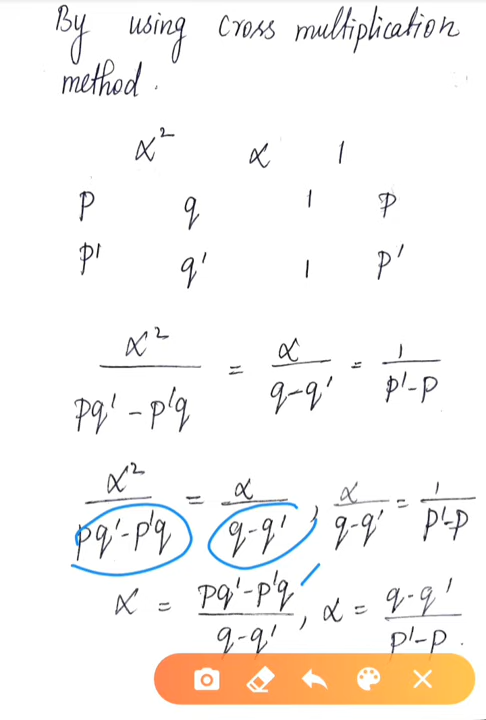 By using cross multiplication
method.
α² α 1
p q 1 p
p' q' 1 p'
α²/(pq' - p'q) = α/(q-q') = 1/(p'-p)
α²/(pq'-p'q) = α/(q-q') , α/(q-q') = 1/(p'-p)
α = (pq'-p'q)/(q-q') , α = (q-q')/(p'-p) .